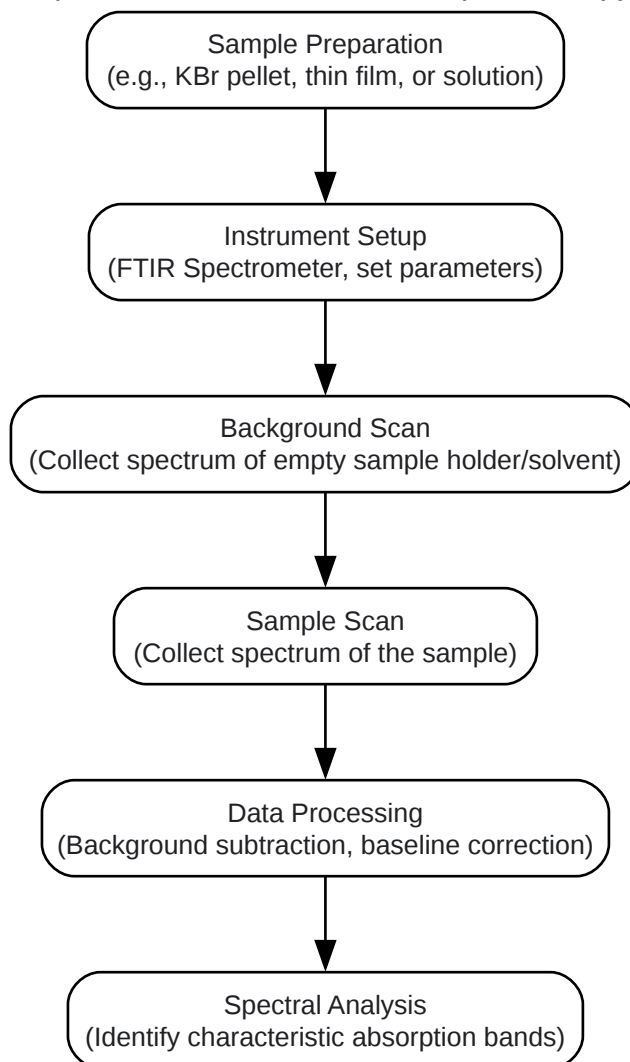 Sample Preparation
(e.g., KBr pellet, thin film, or solution)
Instrument Setup
(FTIR Spectrometer, set parameters)
Background Scan
(Collect spectrum of empty sample holder/solvent)
Sample Scan
(Collect spectrum of the sample)
Data Processing
(Background subtraction, baseline correction)
Spectral Analysis
(Identify characteristic absorption bands)